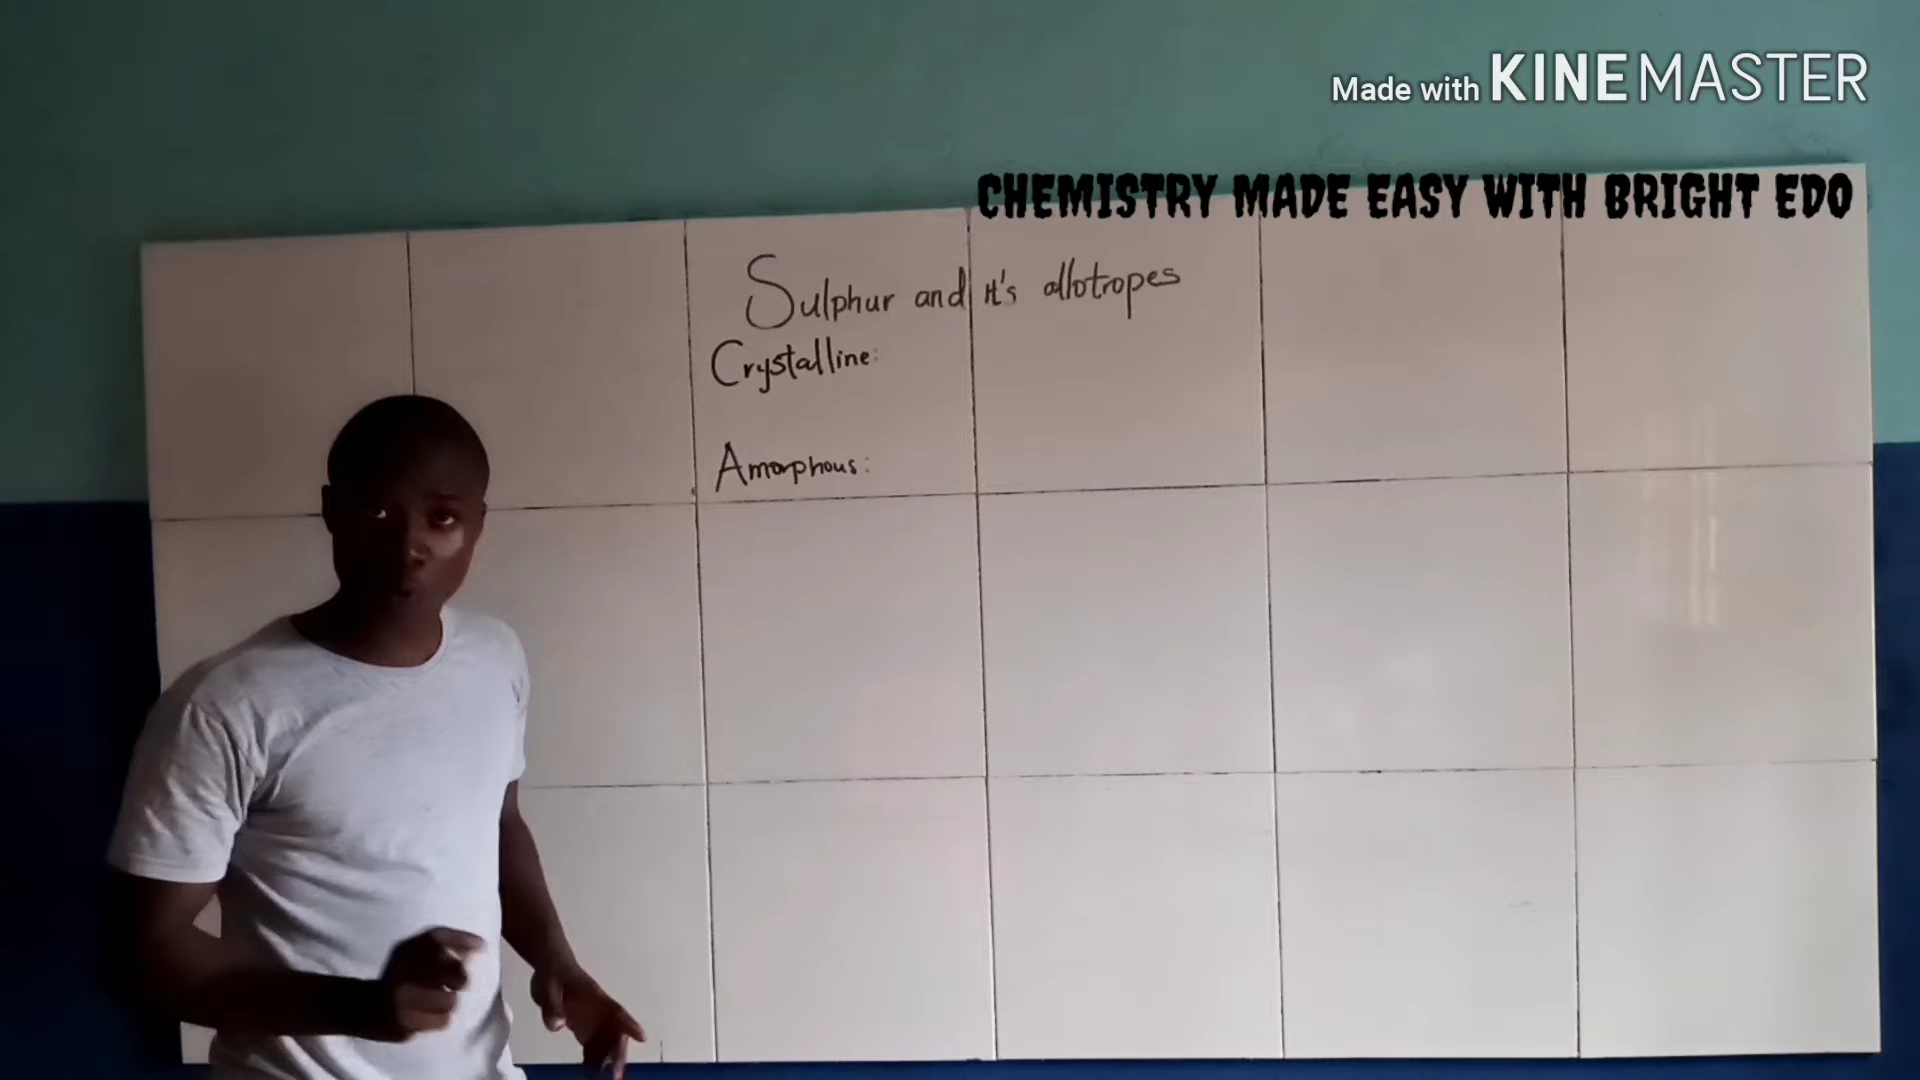 Made with KINEMASTER
CHEMISTRY MADE EASY WITH BRIGHT EDO
Sulphur and it's allotropes
Crystalline:
Amorphous: